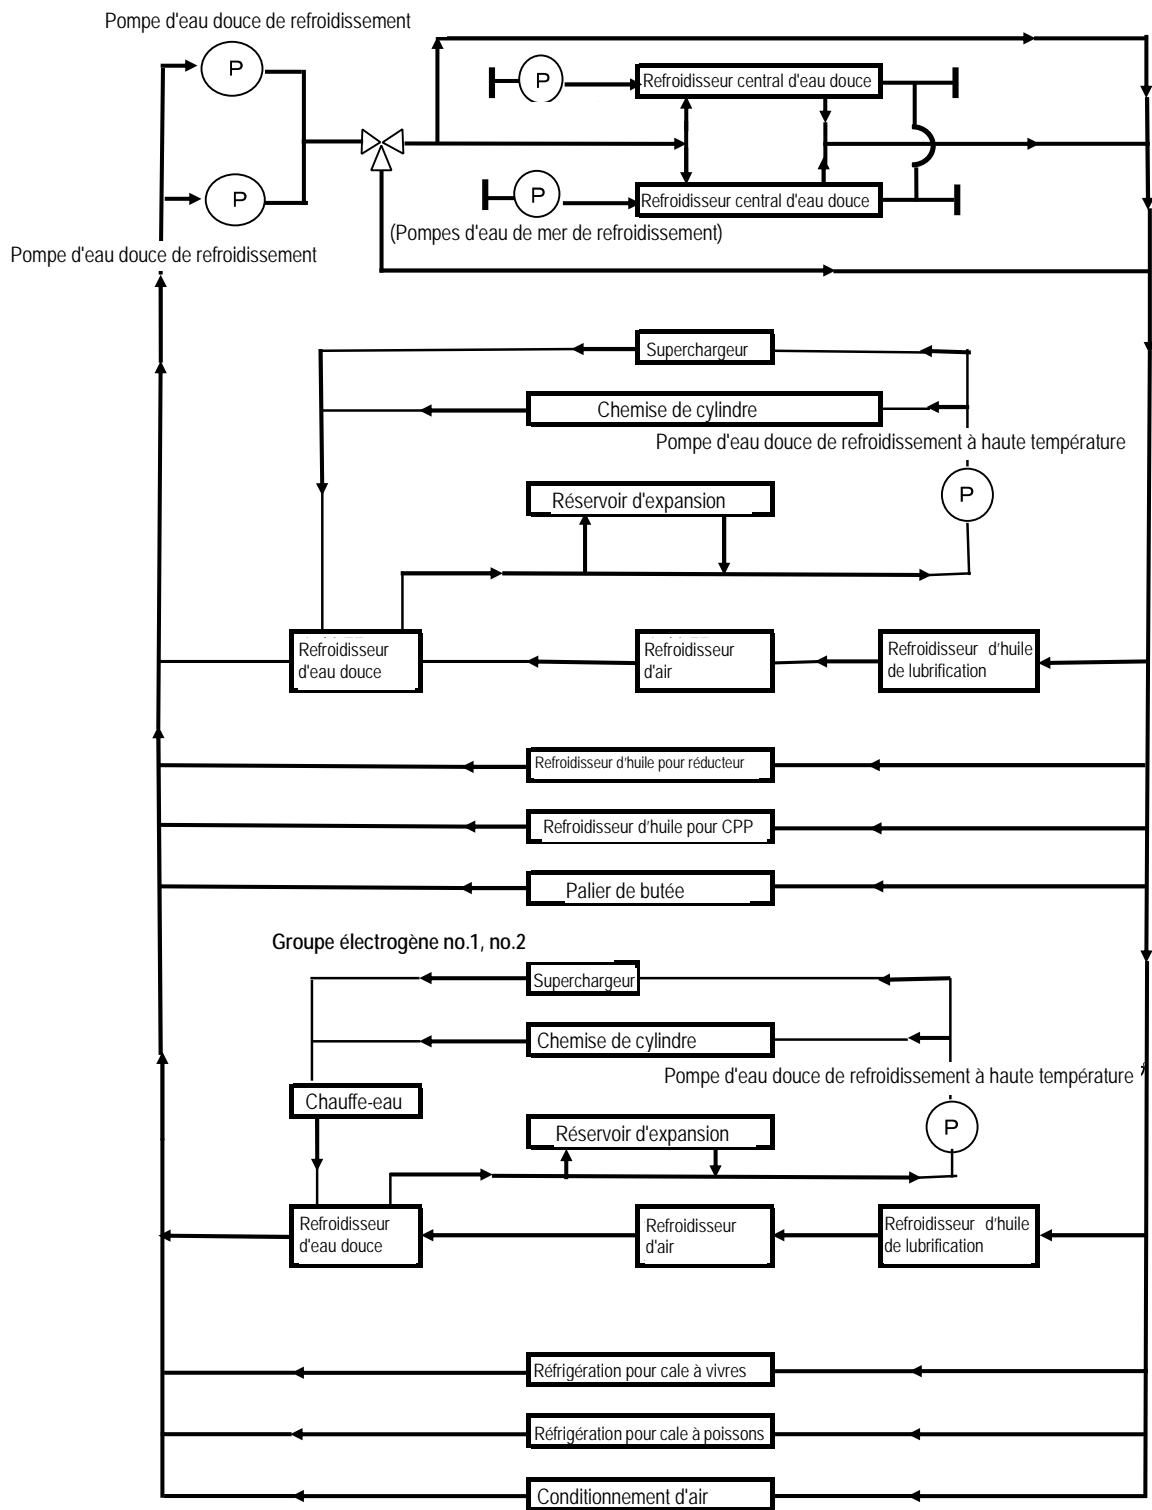 Pompe d'eau douce de refroidissement
P
P
Refroidisseur central d'eau douce
P
P
Refroidisseur central d'eau douce
(Pompes d'eau de mer de refroidissement)
Pompe d'eau douce de refroidissement
Superchargeur
Chemise de cylindre
Pompe d'eau douce de refroidissement à haute température
Réservoir d'expansion
P
Refroidisseur
d'eau douce
Refroidisseur
d'air
Refroidisseur d'huile
de lubrification
Refroidisseur d'huile pour réducteur
Refroidisseur d'huile pour CPP
Palier de butée
Groupe électrogène no.1, no.2
Superchargeur
Chemise de cylindre
Pompe d'eau douce de refroidissement à haute température
Chauffe-eau
Réservoir d'expansion
P
Refroidisseur
d'eau douce
Refroidisseur
d'air
Refroidisseur d'huile
de lubrification
Réfrigération pour cale à vivres
Réfrigération pour cale à poissons
Conditionnement d'air